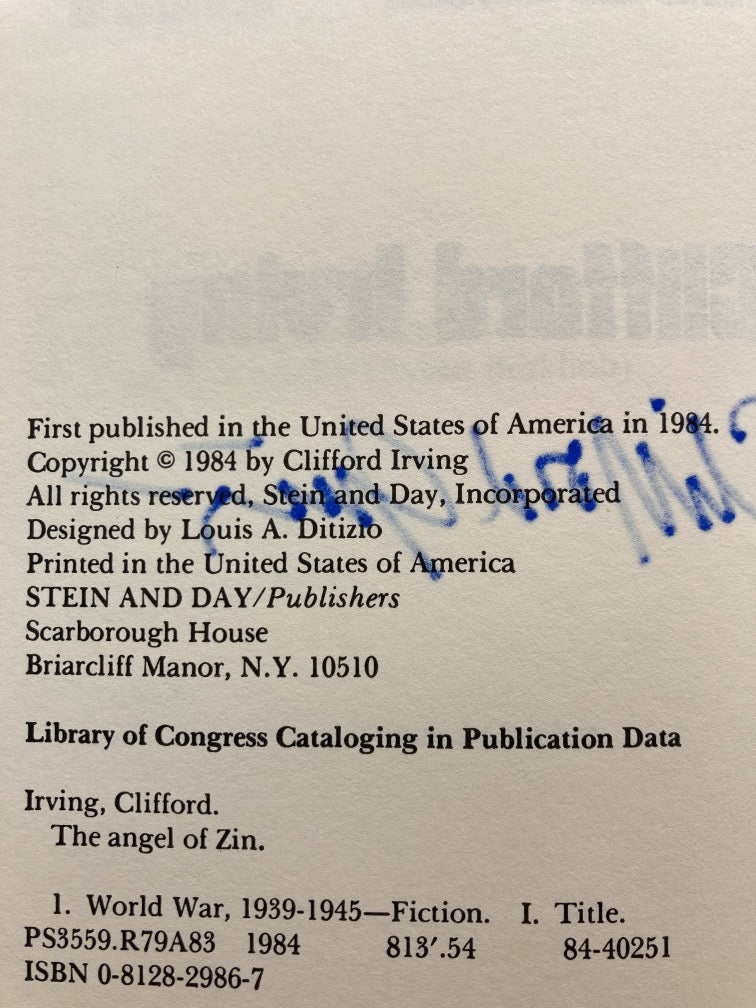 First published in the United States of America in 1984.
Copyright © 1984 by Clifford Irving
All rights reserved, Stein and Day, Incorporated
Designed by Louis A. Ditizio
Printed in the United States of America
STEIN AND DAY/Publishers
Scarborough House
Briarcliff Manor, N.Y. 10510
Library of Congress Cataloging in Publication Data
Irving, Clifford.
The angel of Zin.
1. World War, 1939-1945—Fiction. I. Title.
PS3559.R79A83 1984 813′.54 84-40251
ISBN 0-8128-2986-7